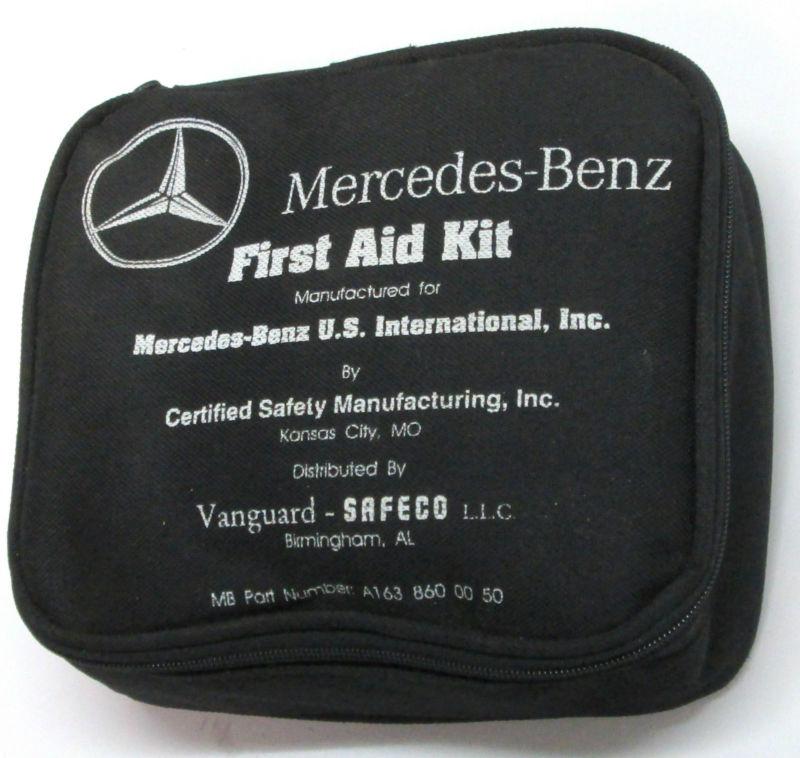 Mercedes-Benz
First Aid Kit
Manufactured for
Mercedes-Benz U.S. International, Inc.
By
Certified Safety Manufacturing, Inc.
Kansas City, MO
Distributed By
Vanguard - SAFECO L.L.C.
Birmingham, AL
MB Part Number: A163 860 00 50